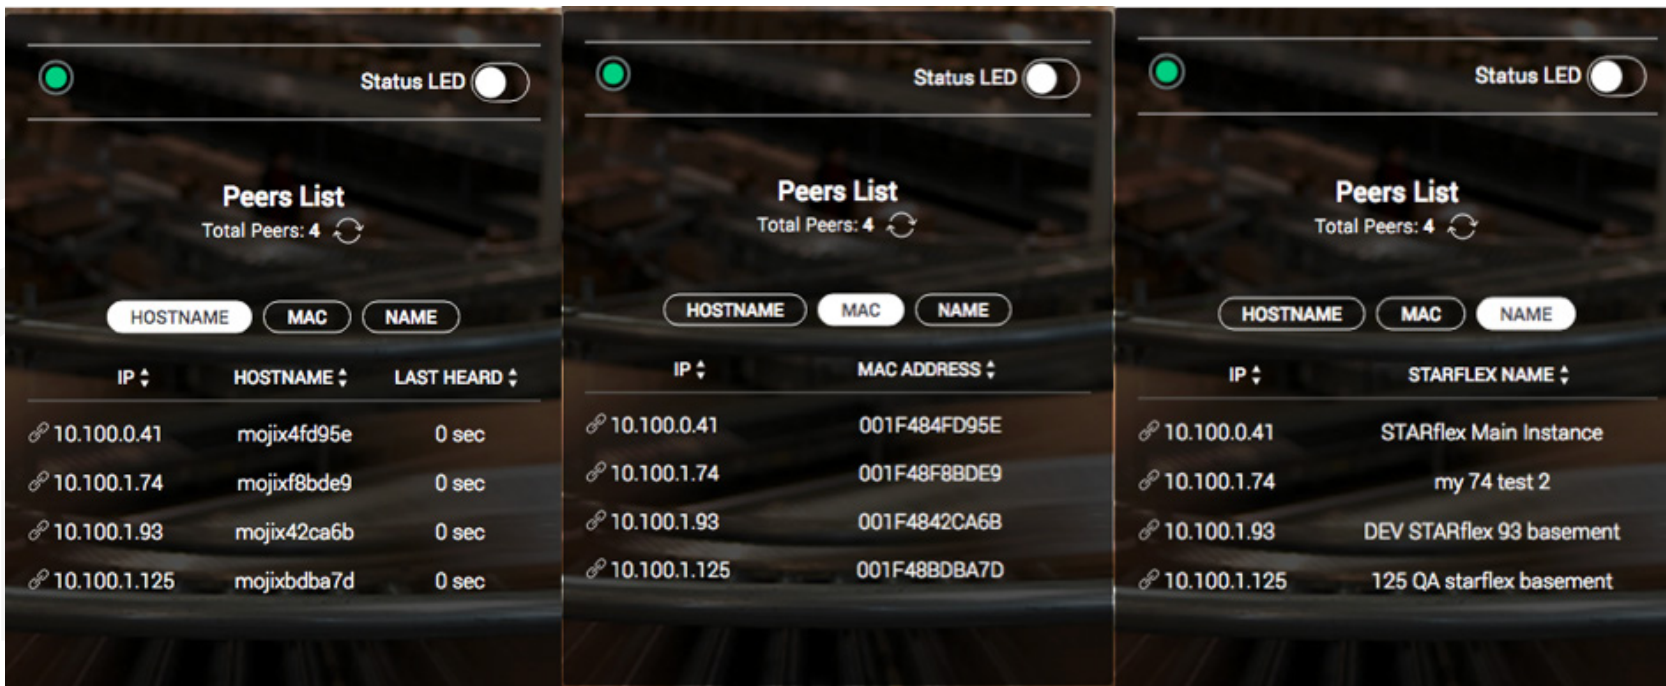 Status LED
Peers List
Total Peers: 4
HOSTNAME MAC NAME
IP HOSTNAME LAST HEARD
10.100.0.41 mojix4fd95e 0 sec
10.100.1.74 mojixf8bde9 0 sec
10.100.1.93 mojix42ca6b 0 sec
10.100.1.125 mojixbdba7d 0 sec
Status LED
Peers List
Total Peers: 4
HOSTNAME MAC NAME
IP MAC ADDRESS
10.100.0.41 001F484FD95E
10.100.1.74 001F48F8BDE9
10.100.1.93 001F4842CA6B
10.100.1.125 001F48BDBA7D
Status LED
Peers List
Total Peers: 4
HOSTNAME MAC NAME
IP STARFLEX NAME
10.100.0.41 STARflex Main Instance
10.100.1.74 my 74 test 2
10.100.1.93 DEV STARflex 93 basement
10.100.1.125 125 QA starflex basement